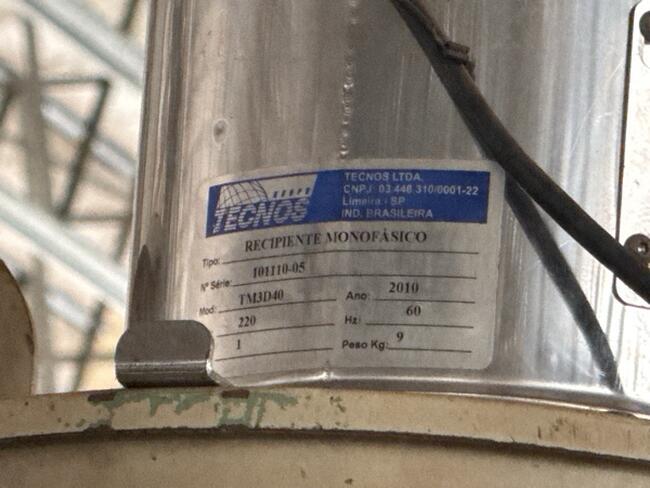 GRUPO
TECNOS
TECNOS LTDA.
CNPJ: 03.446.310/0001-22
Limeira - SP
IND. BRASILEIRA
Tipo: RECIPIENTE MONOFÁSICO
Nº Série: 101110-05
Mod: TM3D40 Ano: 2010
220 Hz: 60
1 Peso Kg: 9